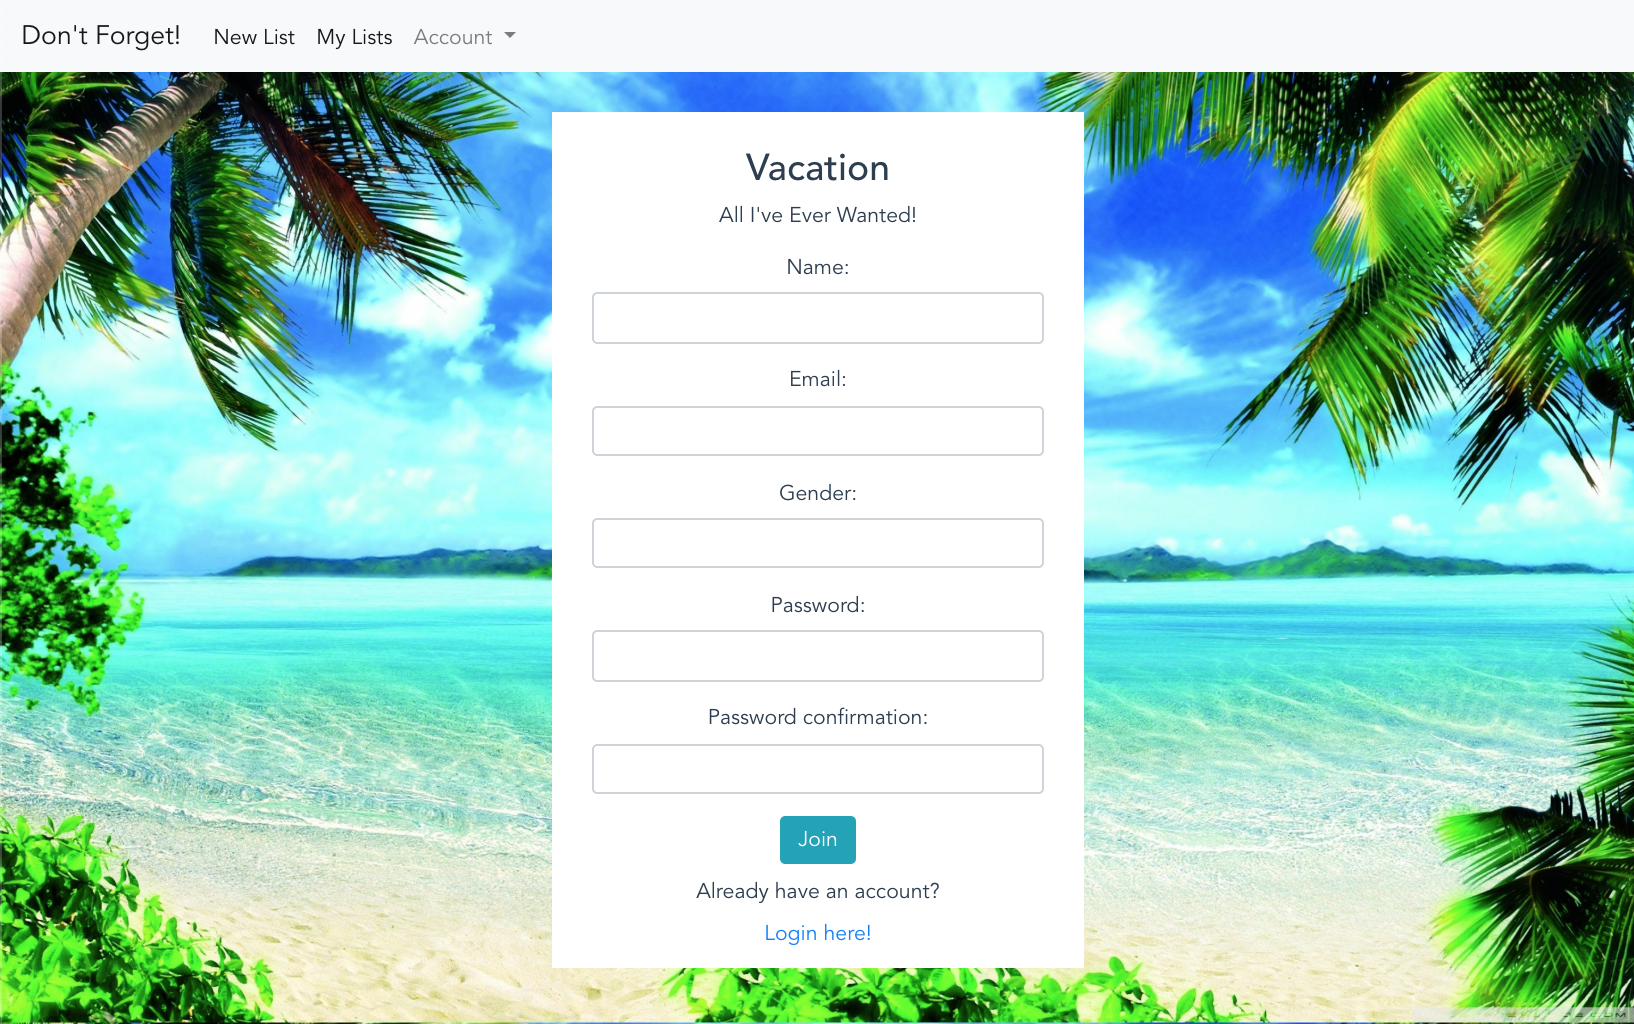 Don't Forget! New List My Lists Account
Vacation
All I've Ever Wanted!
Name:
Email:
Gender:
Password:
Password confirmation:
Join
Already have an account?
Login here!